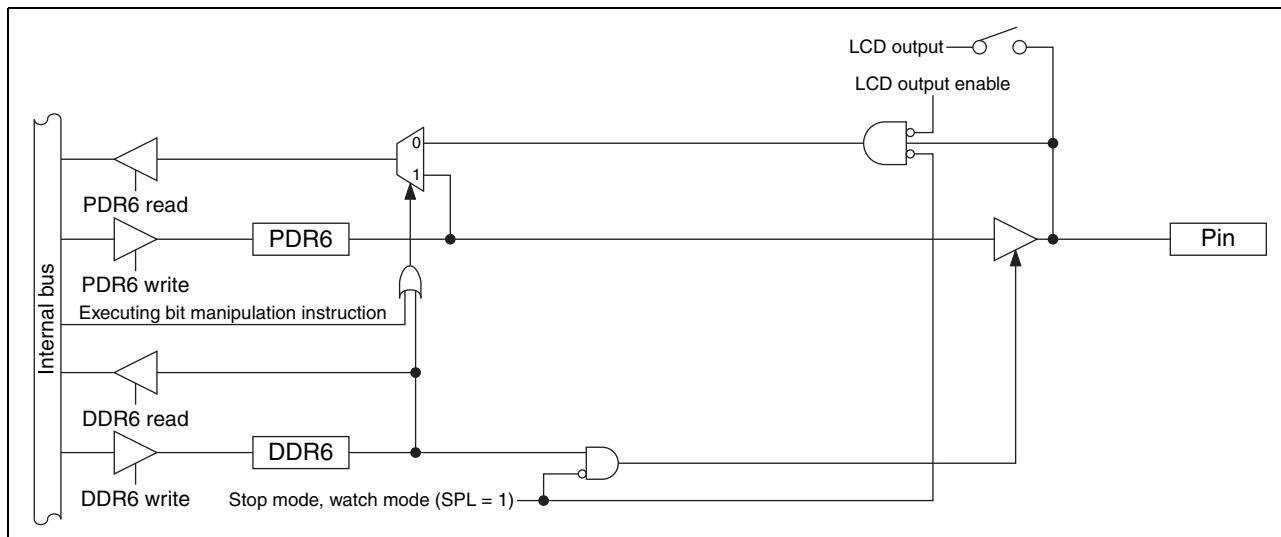 LCD output
LCD output enable
0
1
PDR6 read
PDR6
Pin
PDR6 write
Executing bit manipulation instruction
Internal bus
DDR6 read
DDR6
DDR6 write
Stop mode, watch mode (SPL = 1)